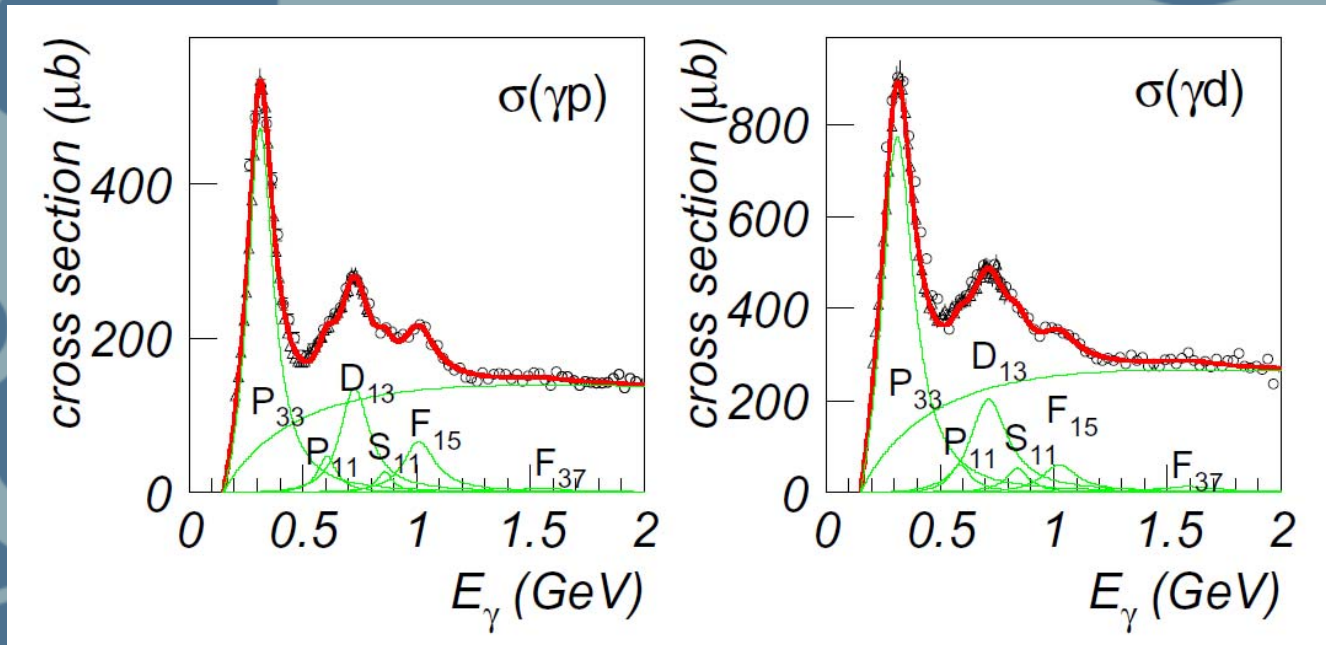 cross section (μb)
σ(γp)
400
200
0
P₃₃
P₁₁
D₁₃
S₁₁
F₁₅
F₃₇
0 0.5 1 1.5 2
E_γ (GeV)
cross section (μb)
σ(γd)
800
600
400
200
0
P₃₃
P₁₁
D₁₃
S₁₁
F₁₅
F₃₇
0 0.5 1 1.5 2
E_γ (GeV)